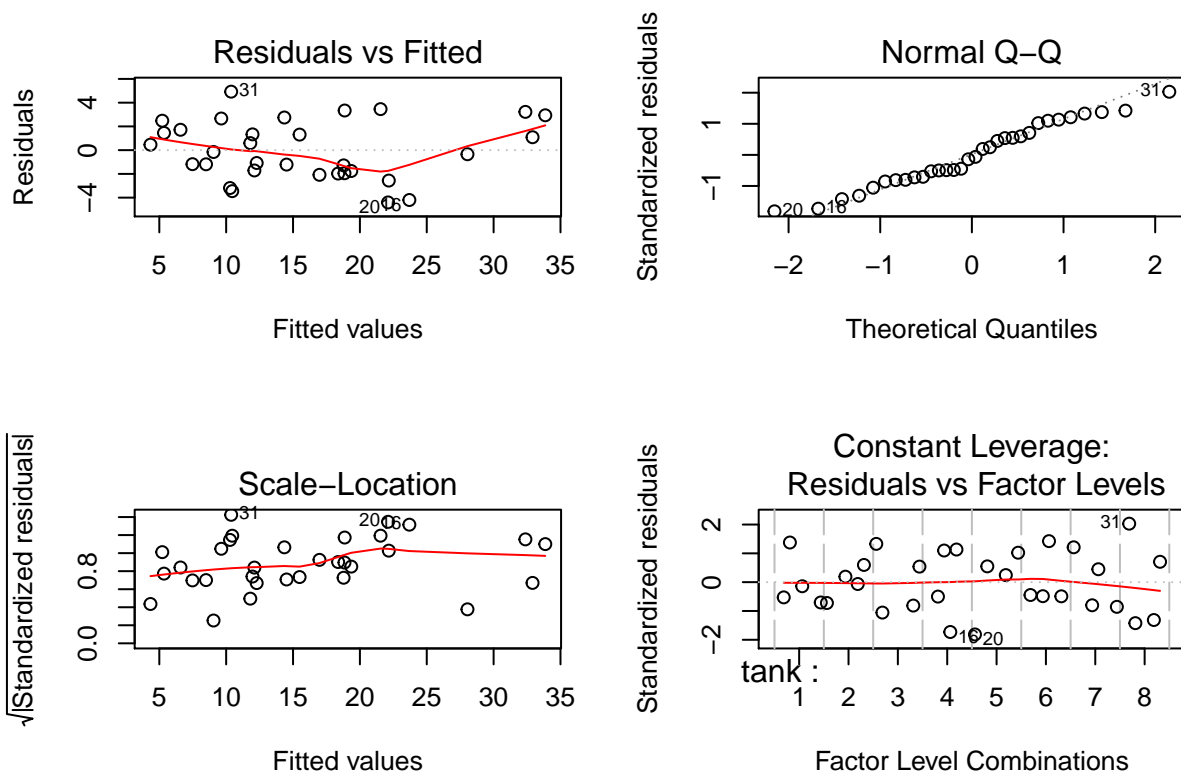 Residuals vs Fitted
Residuals
4
0
−4
31
20
16
5 10 15 20 25 30 35
Fitted values
Normal Q−Q
Standardized residuals
1
−1
31
20
16
−2 −1 0 1 2
Theoretical Quantiles
Scale−Location
√|Standardized residuals|
0.8
0.0
31
20
16
5 10 15 20 25 30 35
Fitted values
Constant Leverage:
Residuals vs Factor Levels
Standardized residuals
2
0
−2
31
16
20
tank :
1 2 3 4 5 6 7 8
Factor Level Combinations